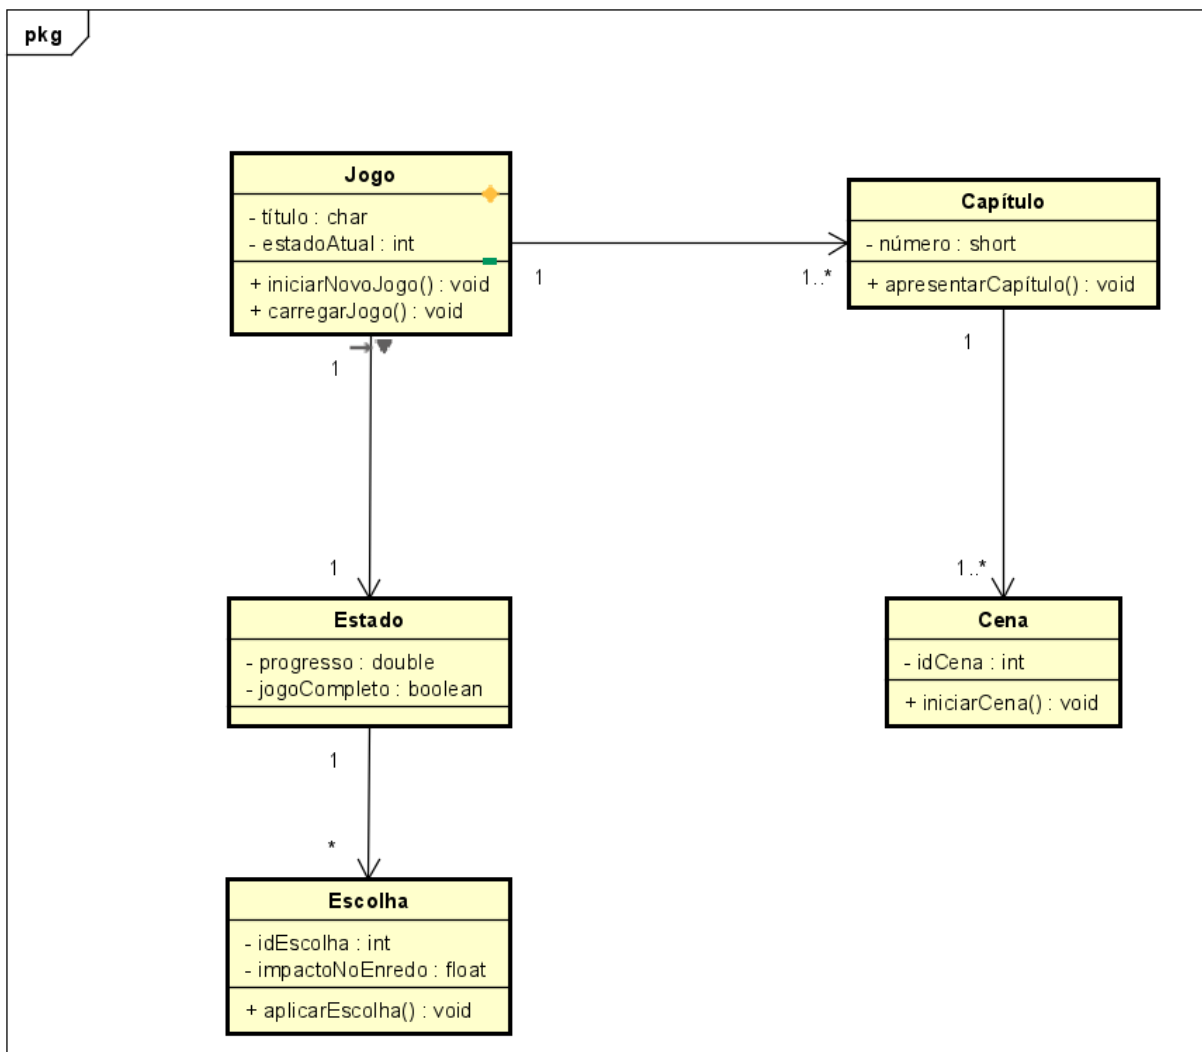 pkg
Jogo
- título : char
- estadoAtual : int
+ iniciarNovoJogo() : void
+ carregarJogo() : void
Capítulo
- número : short
+ apresentarCapítulo() : void
1
1..*
1
1
1
1..*
Estado
- progresso : double
- jogoCompleto : boolean
Cena
- idCena : int
+ iniciarCena() : void
1
*
Escolha
- idEscolha : int
- impactoNoEnredo : float
+ aplicarEscolha() : void